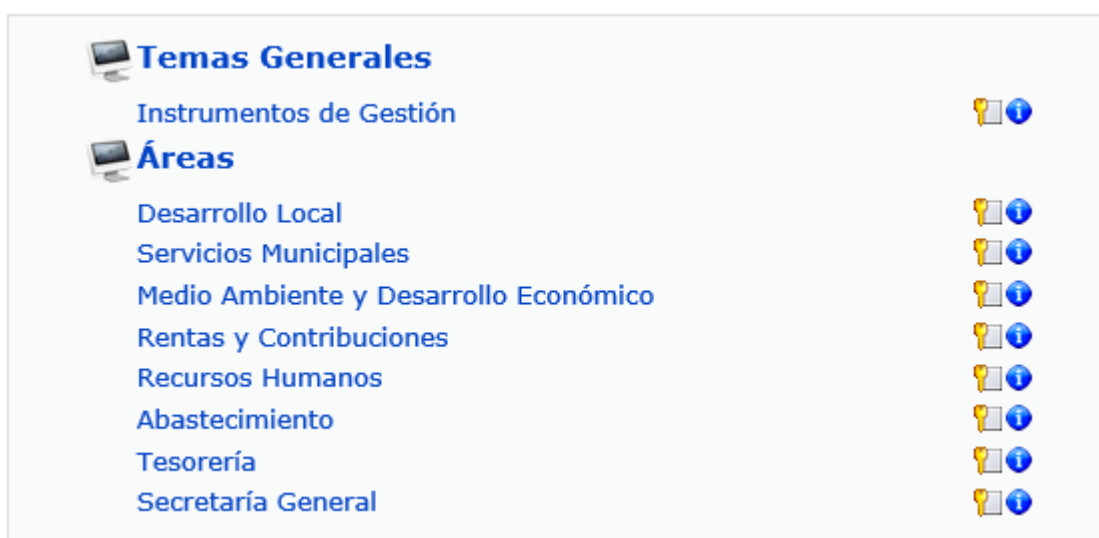 Temas Generales
Instrumentos de Gestión
Áreas
Desarrollo Local
Servicios Municipales
Medio Ambiente y Desarrollo Económico
Rentas y Contribuciones
Recursos Humanos
Abastecimiento
Tesorería
Secretaría General